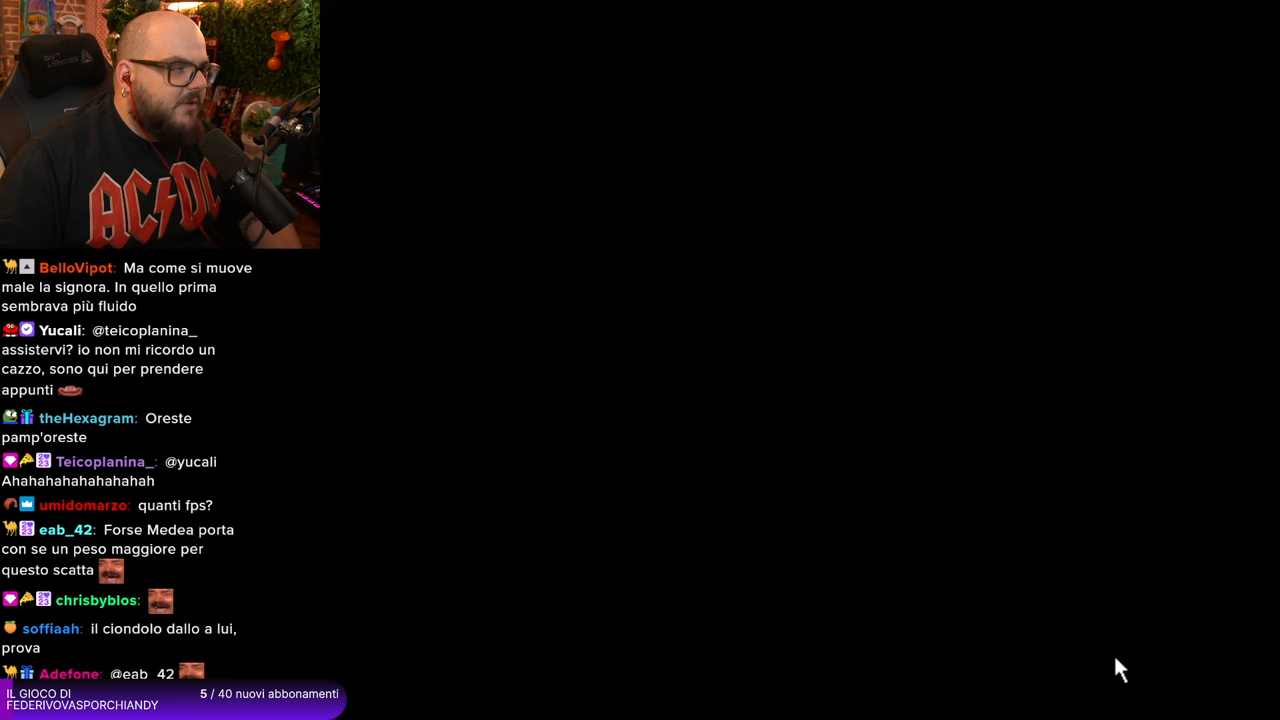 AC DC
BelloVipot: Ma come si muove
male la signora. In quello prima
sembrava più fluido
Yucali: @teicoplanina_
assistervi? io non mi ricordo un
cazzo, sono qui per prendere
appunti
theHexagram: Oreste
pamp'oreste
Teicoplanina_: @yucali
Ahahahahahahahah
umidomarzo: quanti fps?
eab_42: Forse Medea porta
con se un peso maggiore per
questo scatta
chrisbyblos:
soffiaah: il ciondolo dallo a lui,
prova
Adefone: @eab_42
IL GIOCO DI
FEDERIVOVASPORCHIANDY
5 / 40 nuovi abbonamenti